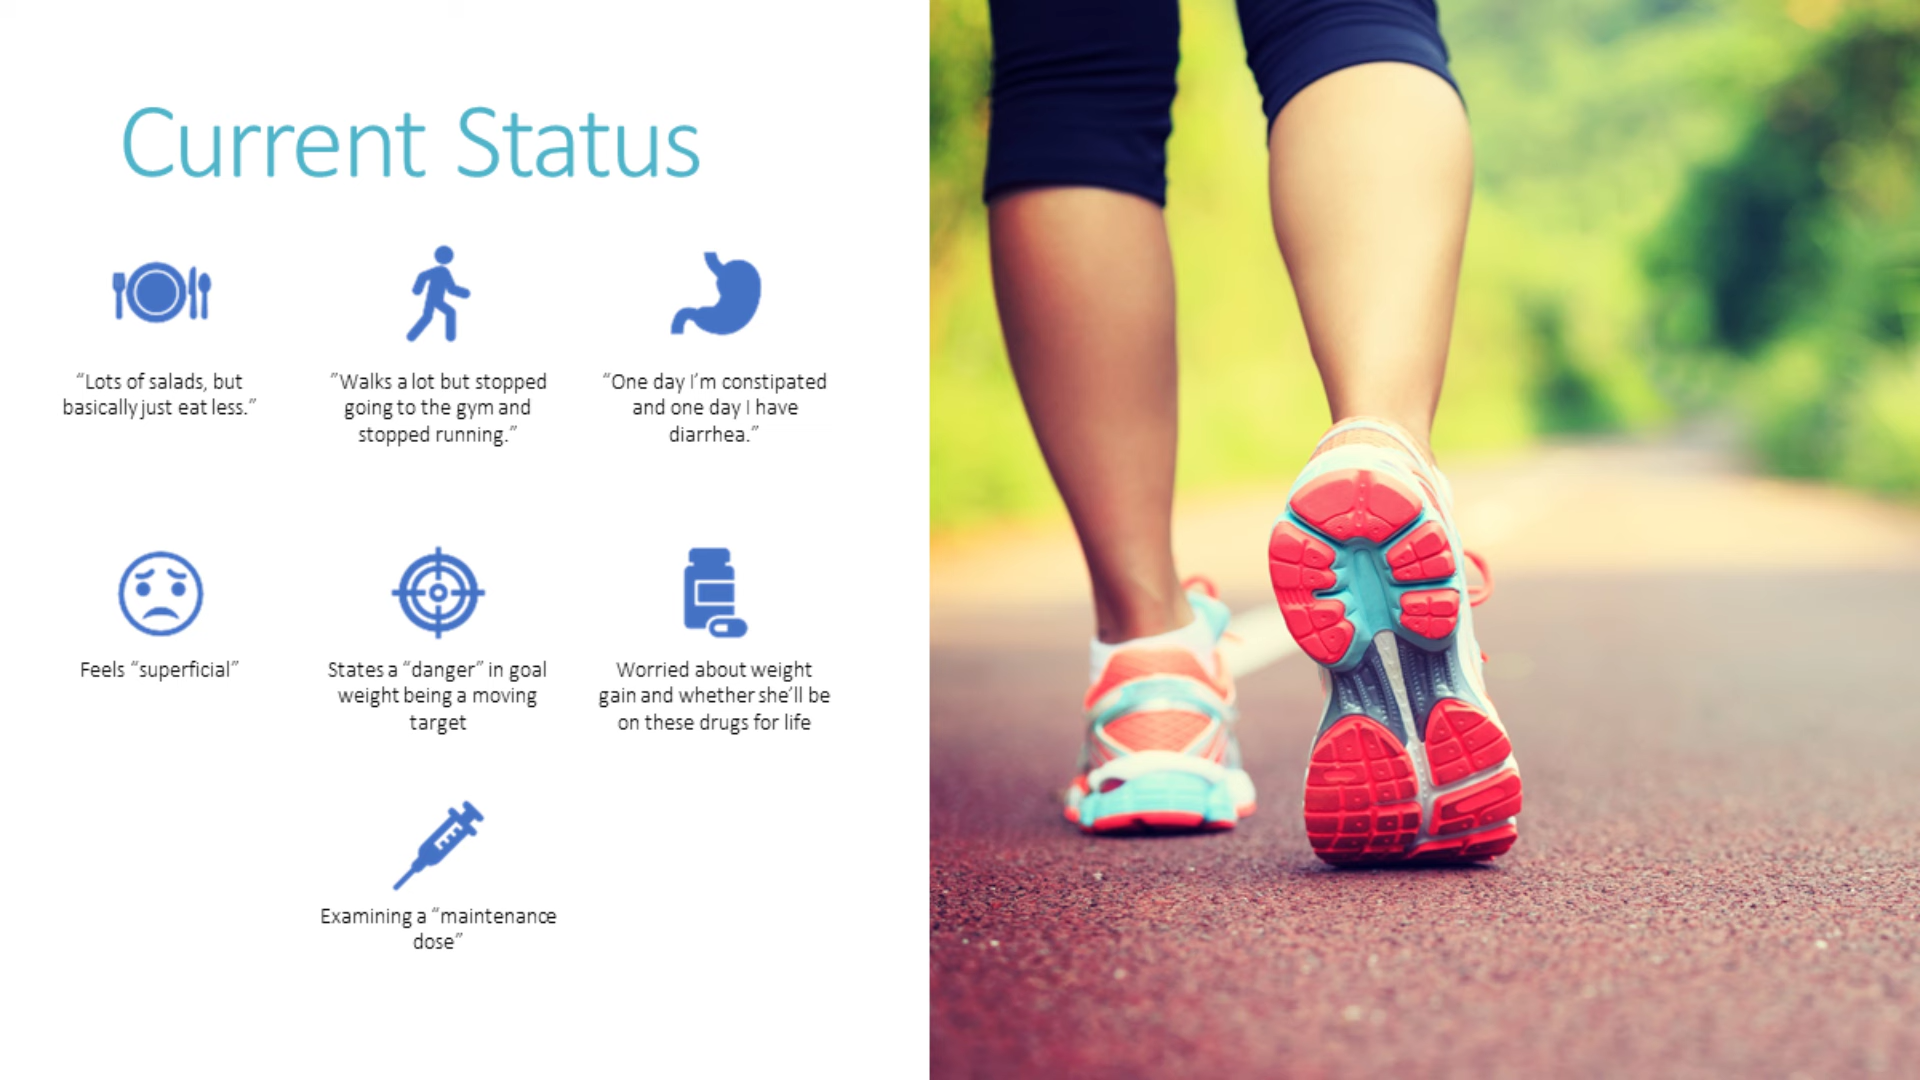 Current Status
“Lots of salads, but
basically just eat less.”
“Walks a lot but stopped
going to the gym and
stopped running.”
“One day I’m constipated
and one day I have
diarrhea.”
Feels “superficial”
States a “danger” in goal
weight being a moving
target
Worried about weight
gain and whether she’ll be
on these drugs for life
Examining a “maintenance
dose”